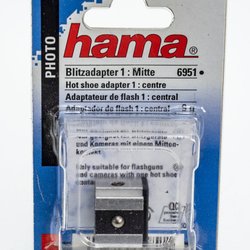 hama®
PHOTO
Blitzadapter 1 : Mitte 6951 •
Hot shoe adapter 1 : centre
Adaptateur de flash 1 : central
Adaptador de flash 1 : central
geräten
und Kameras mit einem Mitten-
kontakt.
Only suitable for flashguns
and cameras with one hot
shoe